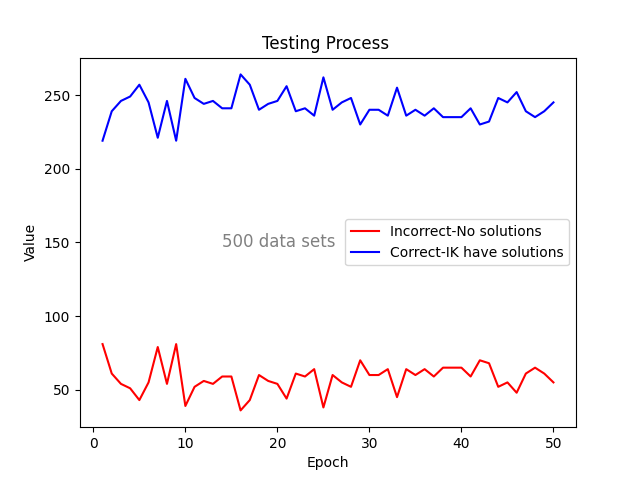 Testing Process
250
200
150
100
50
Value
500 data sets
Incorrect-No solutions
Correct-IK have solutions
0
10
20
30
40
50
Epoch